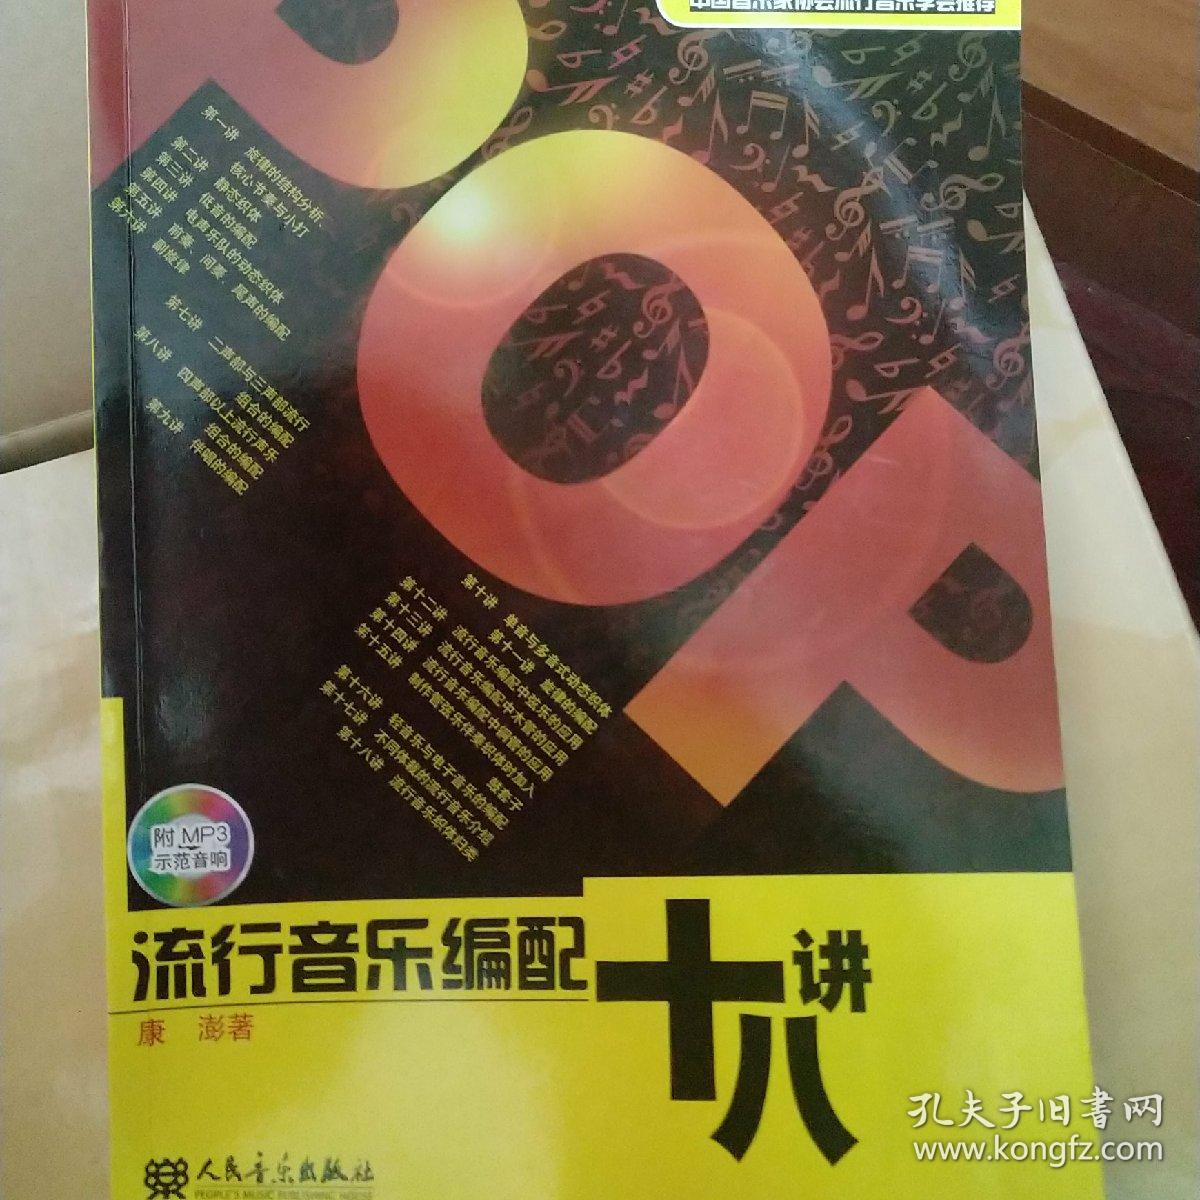 中国音乐家协会流行音乐学会推荐
POP
第一讲 旋律的结构分析
第二讲 核心节奏与小打
第三讲 静态织体
第四讲 低音的编配
第五讲 电声乐队的动态织体
第六讲 前奏、间奏、尾声的编配
副旋律
第七讲 二声部与三声部流行
组合的编配
第八讲 四声部以上流行声乐
组合的编配
第九讲 伴唱的编配
第十讲 单音与多音式动态织体
第十一讲 旋律的编配
第十二讲 流行音乐编配中弦乐的应用
第十三讲 流行音乐编配中木管的应用
第十四讲 流行音乐编配中铜管的应用
第十五讲 制作管弦乐伴奏织体时加入
鼓套子
第十六讲 轻音乐与电子音乐的编配
第十七讲 不同体裁的流行音乐介绍
第十八讲 流行音乐织体归类
附 MP3
示范音响
流行音乐编配
十八讲
康 澎著
人民音乐出版社
PEOPLE'S MUSIC PUBLISHING HOUSE
孔夫子旧书网
www.kongfz.com